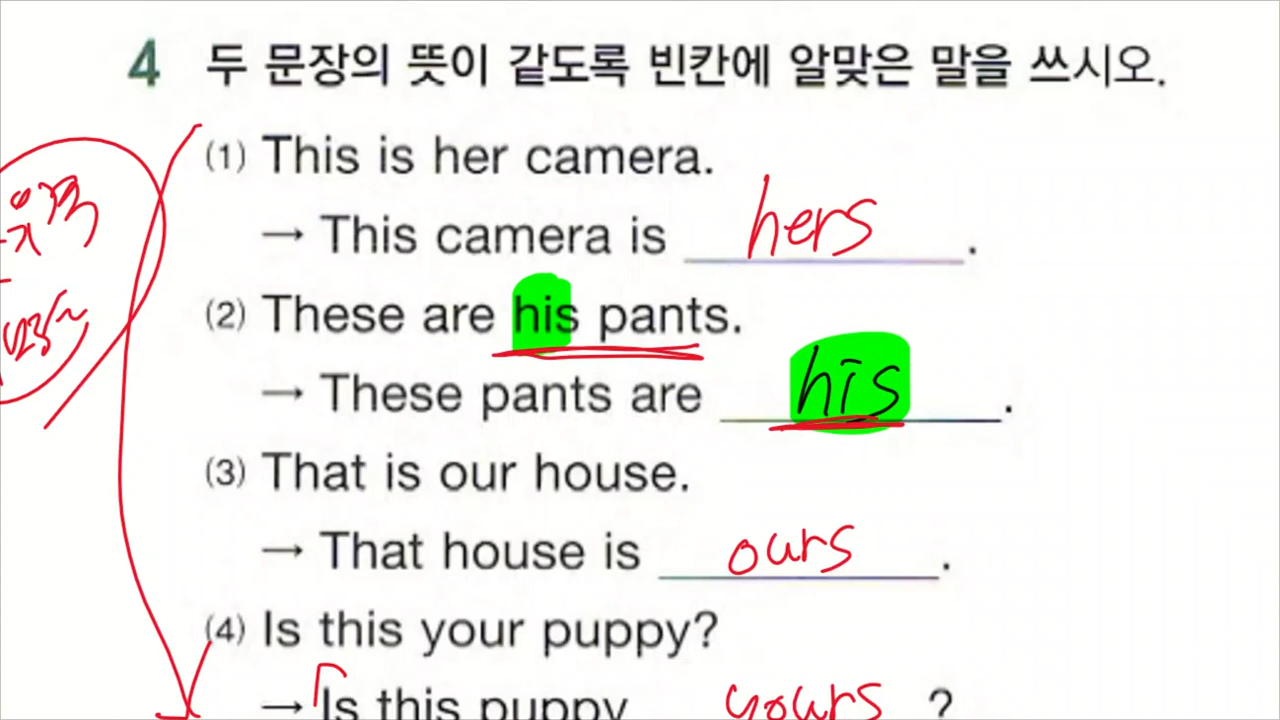 4 두 문장의 뜻이 같도록 빈칸에 알맞은 말을 쓰시오.
(1) This is her camera.
→ This camera is hers.
(2) These are his pants.
→ These pants are his.
(3) That is our house.
→ That house is ours.
(4) Is this your puppy?
→ Is this puppy yours?